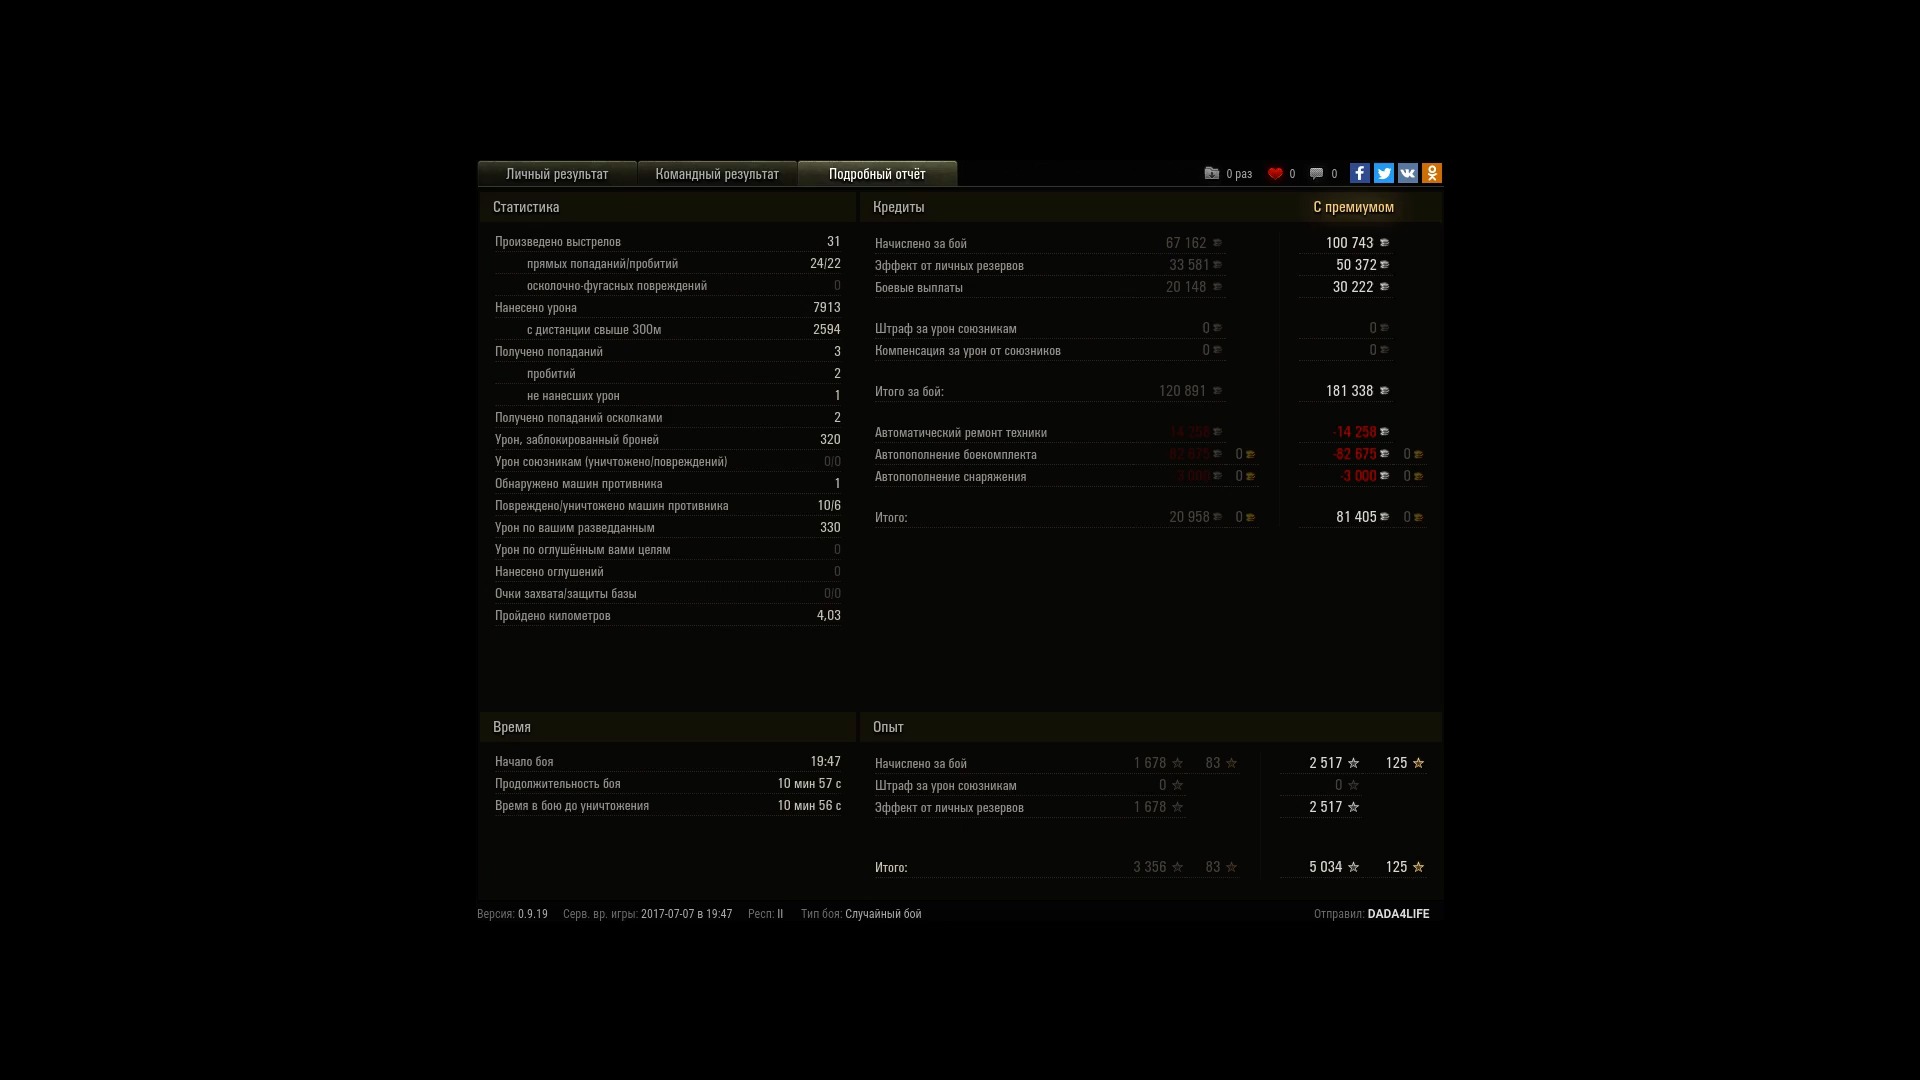 Личный результат Командный результат Подробный отчёт 0 раз 0 0
Статистика
Произведено выстрелов 31
прямых попаданий/пробитий 24/22
осколочно-фугасных повреждений 0
Нанесено урона 7913
с дистанции свыше 300м 2594
Получено попаданий 3
пробитий 2
не нанесших урон 1
Получено попаданий осколками 2
Урон, заблокированный броней 320
Урон союзникам (уничтожено/повреждений) 0/0
Обнаружено машин противника 1
Повреждено/уничтожено машин противника 10/6
Урон по вашим разведданным 330
Урон по оглушённым вами целям 0
Нанесено оглушений 0
Очки захвата/защиты базы 0/0
Пройдено километров 4,03
Кредиты С премиумом
Начислено за бой 67 162 100 743
Эффект от личных резервов 33 581 50 372
Боевые выплаты 20 148 30 222
Штраф за урон союзникам 0 0
Компенсация за урон от союзников 0 0
Итого за бой: 120 891 181 338
Автоматический ремонт техники -14 258 -14 258
Автопополнение боекомплекта -82 675 0 -82 675 0
Автопополнение снаряжения -3 000 0 -3 000 0
Итого: 20 958 0 81 405 0
Время
Начало боя 19:47
Продолжительность боя 10 мин 57 с
Время в бою до уничтожения 10 мин 56 с
Опыт
Начислено за бой 1 678 83 2 517 125
Штраф за урон союзникам 0 0
Эффект от личных резервов 1 678 2 517
Итого: 3 356 83 5 034 125
Версия: 0.9.19 Серв. вр. игры: 2017-07-07 в 19:47 Респ: II Тип боя: Случайный бой Отправил: DADA4LIFE